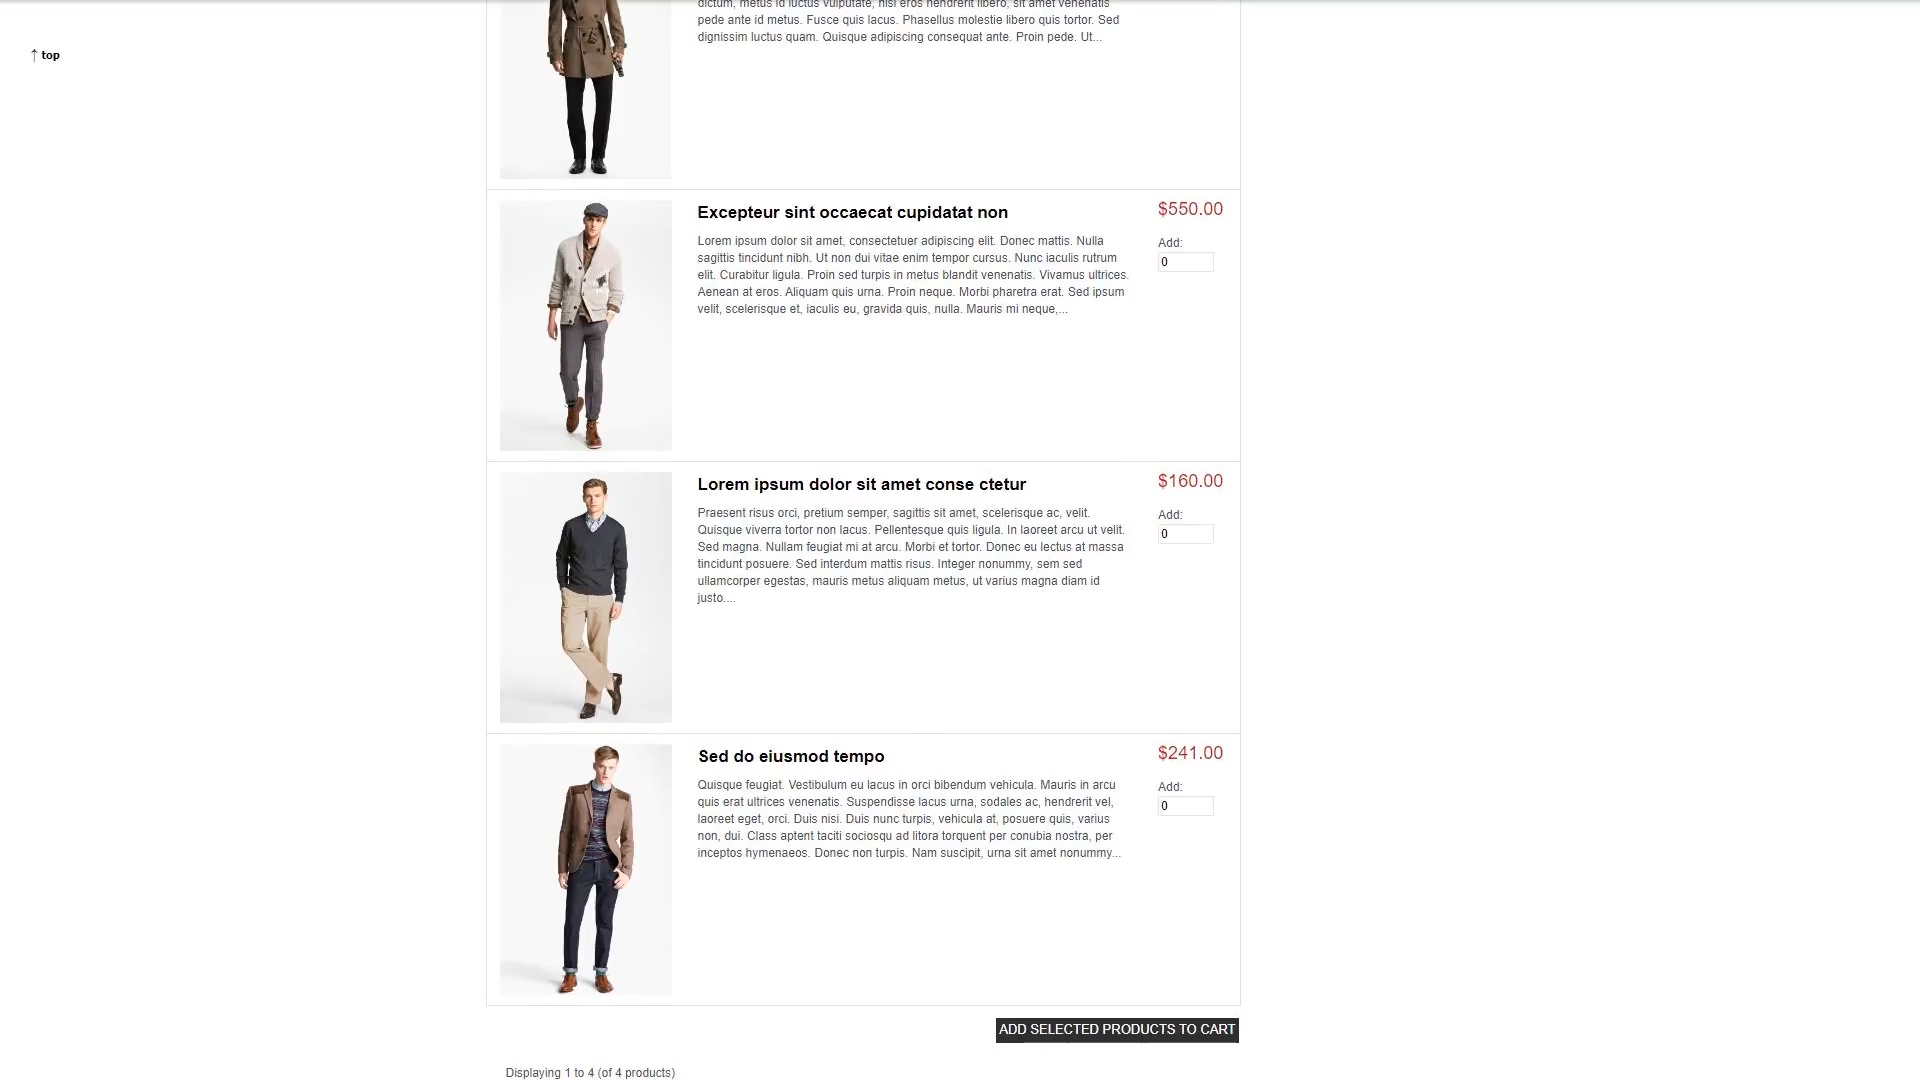 dictum, metus id luctus vulputate, nisl eros hendrerit libero, sit amet venenatis
pede ante id metus. Fusce quis lacus. Phasellus molestie libero quis tortor. Sed
dignissim luctus quam. Quisque adipiscing consequat ante. Proin pede. Ut...
↑ top
Excepteur sint occaecat cupidatat non
$550.00
Lorem ipsum dolor sit amet, consectetuer adipiscing elit. Donec mattis. Nulla
sagittis tincidunt nibh. Ut non dui vitae enim tempor cursus. Nunc iaculis rutrum
elit. Curabitur ligula. Proin sed turpis in metus blandit venenatis. Vivamus ultrices.
Aenean at eros. Aliquam quis urna. Proin neque. Morbi pharetra erat. Sed ipsum
velit, scelerisque et, iaculis eu, gravida quis, nulla. Mauris mi neque,...
Add:
0
Lorem ipsum dolor sit amet conse ctetur
$160.00
Praesent risus orci, pretium semper, sagittis sit amet, scelerisque ac, velit.
Quisque viverra tortor non lacus. Pellentesque quis ligula. In laoreet arcu ut velit.
Sed magna. Nullam feugiat mi at arcu. Morbi et tortor. Donec eu lectus at massa
tincidunt posuere. Sed interdum mattis risus. Integer nonummy, sem sed
ullamcorper egestas, mauris metus aliquam metus, ut varius magna diam id
justo....
Add:
0
Sed do eiusmod tempo
$241.00
Quisque feugiat. Vestibulum eu lacus in orci bibendum vehicula. Mauris in arcu
quis erat ultrices venenatis. Suspendisse lacus urna, sodales ac, hendrerit vel,
laoreet eget, orci. Duis nisi. Duis nunc turpis, vehicula at, posuere quis, varius
non, dui. Class aptent taciti sociosqu ad litora torquent per conubia nostra, per
inceptos hymenaeos. Donec non turpis. Nam suscipit, urna sit amet nonummy...
Add:
0
ADD SELECTED PRODUCTS TO CART
Displaying 1 to 4 (of 4 products)